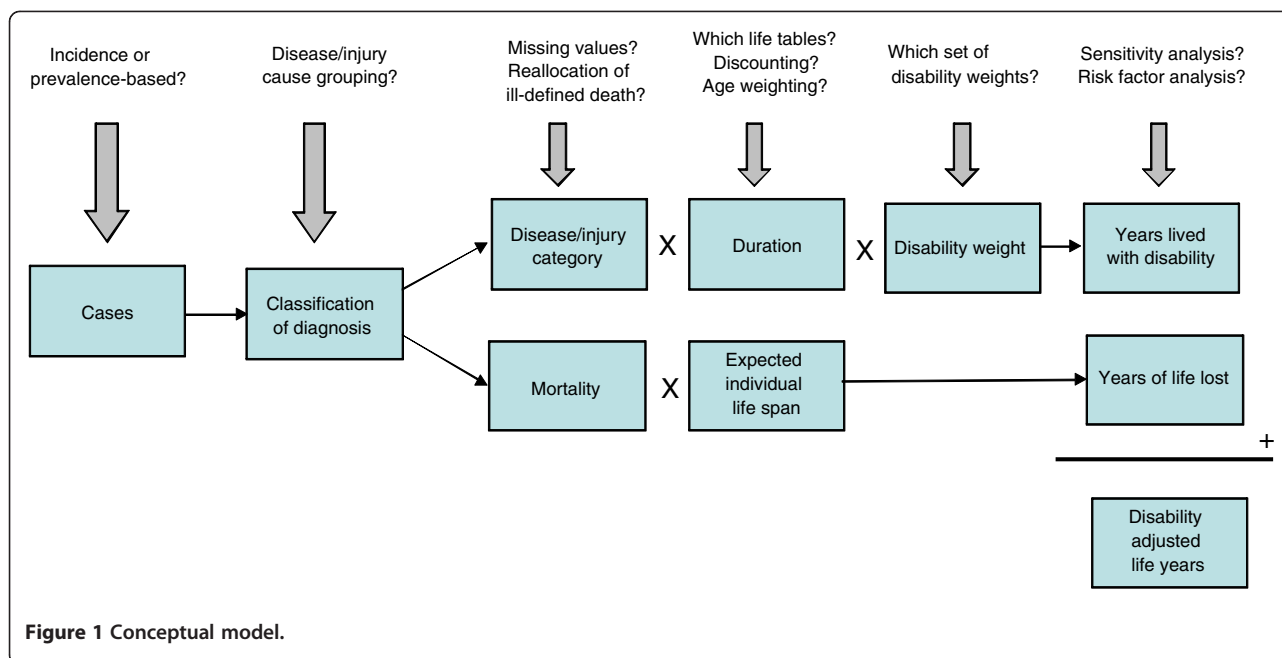 Incidence or
prevalence-based?
Disease/injury
cause grouping?
Missing values?
Reallocation of
ill-defined death?
Which life tables?
Discounting?
Age weighting?
Which set of
disability weights?
Sensitivity analysis?
Risk factor analysis?
Cases
Classification
of diagnosis
Disease/injury
category
X
Duration
X
Disability weight
Years lived
with disability
Mortality
X
Expected
individual
life span
Years of life lost
+
Disability
adjusted
life years
Figure 1 Conceptual model.